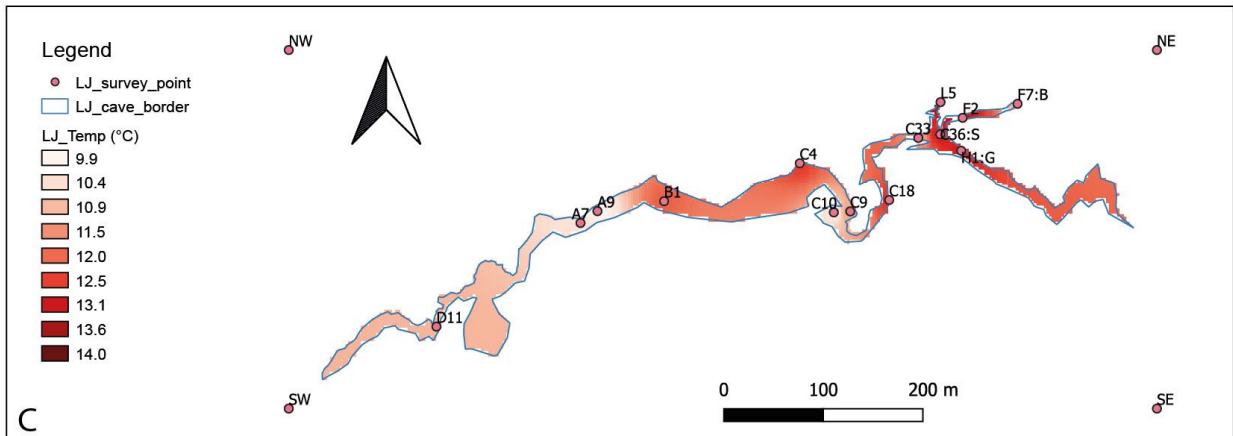 Legend
LJ_survey_point
LJ_cave_border
LJ_Temp (°C)
9.9
10.4
10.9
11.5
12.0
12.5
13.1
13.6
14.0
NW
NE
L5
F2
F7:B
C33
C36:S
H1:G
C4
C18
B1
A9
A7
C10
C9
D11
0 100 200 m
SW
SE
C